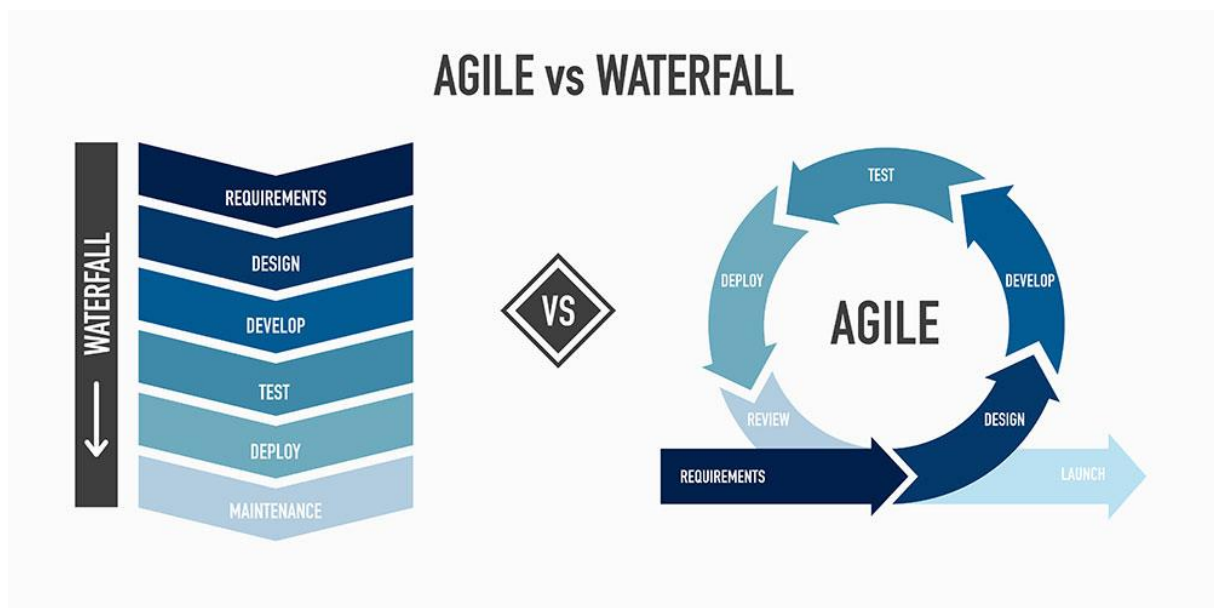 AGILE vs WATERFALL
WATERFALL
REQUIREMENTS
DESIGN
DEVELOP
TEST
DEPLOY
MAINTENANCE
VS
AGILE
REQUIREMENTS
DESIGN
DEVELOP
TEST
DEPLOY
REVIEW
LAUNCH